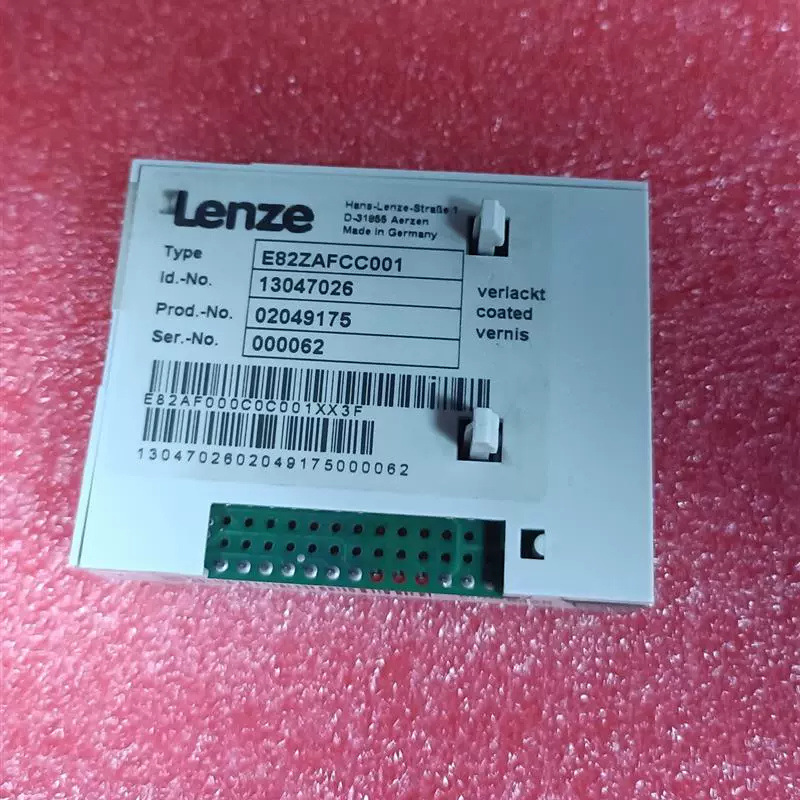 Lenze
Hans-Lenze-Straße 1
D-31855 Aerzen
Made in Germany
Type E82ZAFCC001
Id.-No. 13047026
Prod.-No. 02049175
Ser.-No. 000062
verlackt
coated
vernis
E82AF000C0C001XX3F
1304702602049175000062